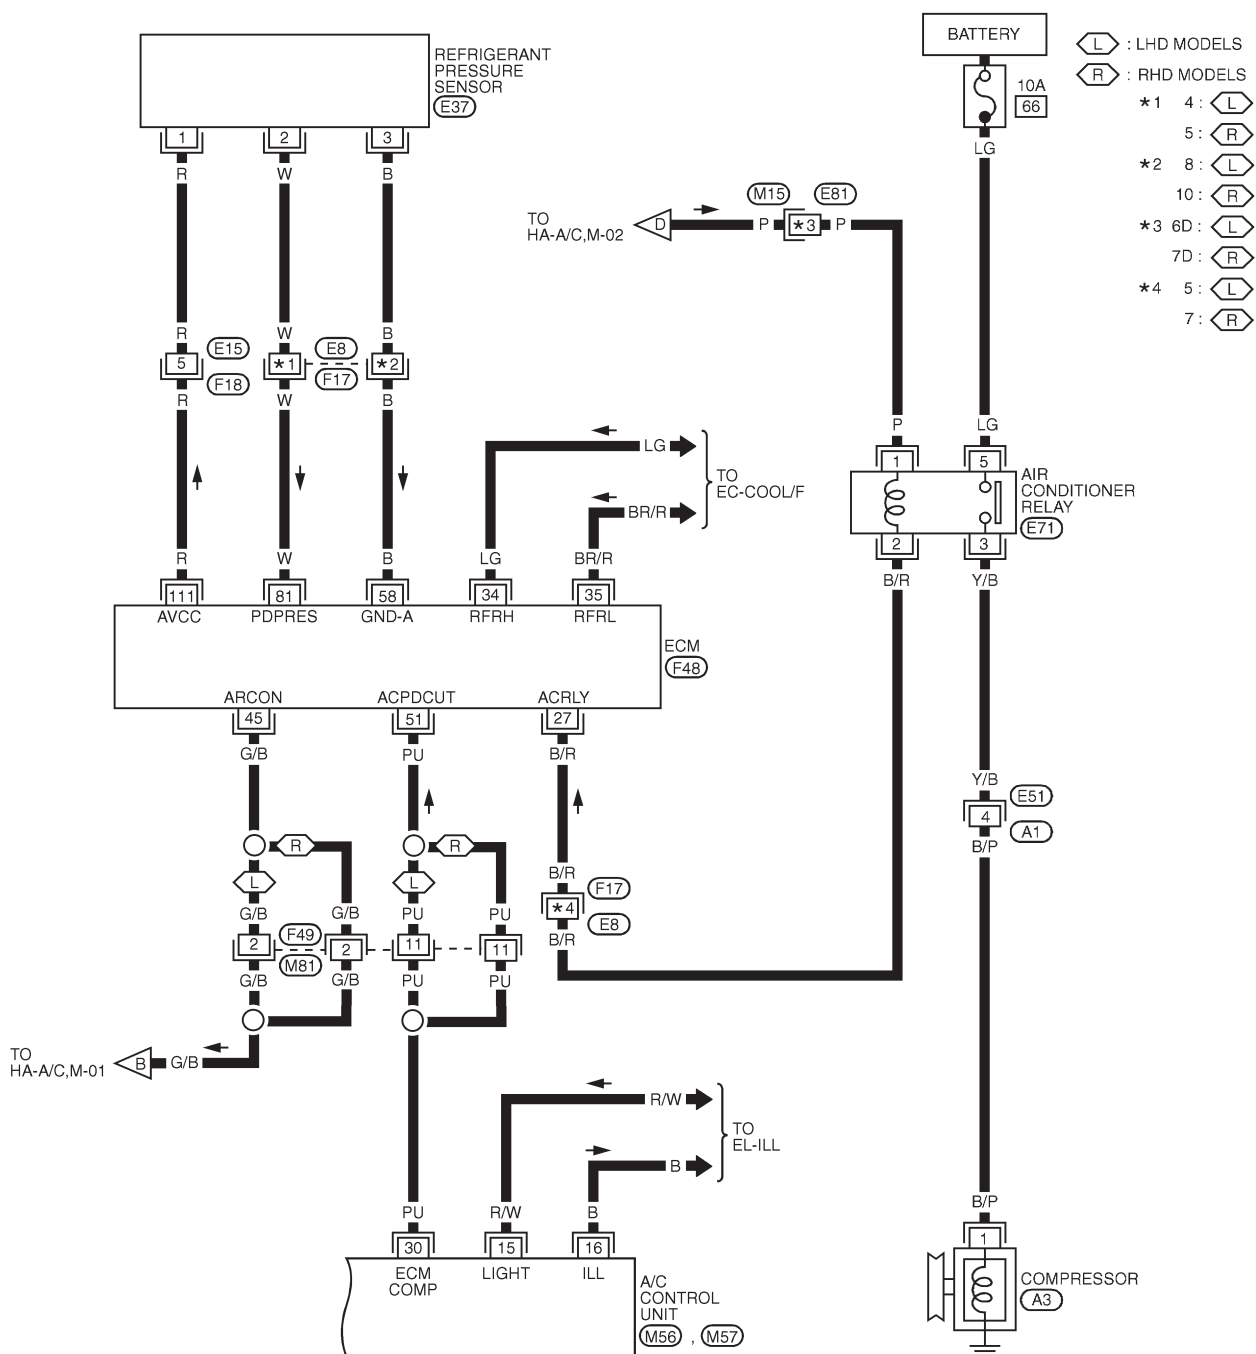 BATTERY
10A
66
LG
L : LHD MODELS
R : RHD MODELS
*1 4 : L
5 : R
*2 8 : L
10 : R
*3 6D : L
7D : R
*4 5 : L
7 : R
REFRIGERANT
PRESSURE
SENSOR
E37
1 2 3
R W B
TO
HA-A/C,M-02
D
P
M15
*3
E81
P
R W B
5
E15
F18
*1
E8
F17
*2
R W B
LG
BR/R
TO
EC-COOL/F
P LG
1 5
AIR
CONDITIONER
RELAY
E71
2 3
B/R Y/B
R W B LG BR/R
111 81 58 34 35
AVCC PDPRES GND-A RFRH RFRL
ECM
F48
ARCON ACPDCUT ACRLY
45 51 27
G/B PU B/R
Y/B
4
E51
A1
B/P
R R
L L
B/R
*4
F17
E8
B/R
G/B G/B PU PU
2
F49
M81
2 11 11
G/B G/B PU PU
TO
HA-A/C,M-01
B
G/B
R/W
B
TO
EL-ILL
PU R/W B
30 15 16
ECM
COMP
LIGHT ILL
A/C
CONTROL
UNIT
M56 , M57
B/P
1
COMPRESSOR
A3